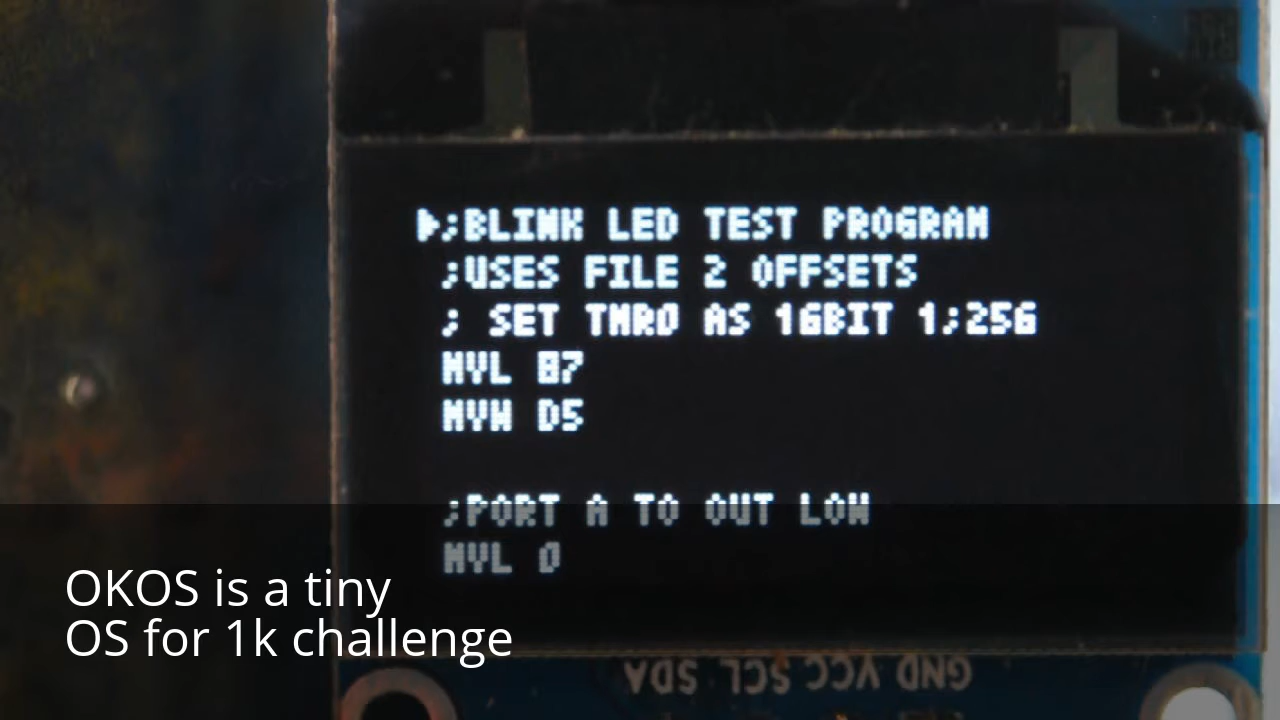 ;BLINK LED TEST PROGRAM
;USES FILE 2 OFFSETS
; SET TMR0 AS 16BIT 1;256
MVL 87
MVW D5
;PORT A TO OUT LOW
MVL 0
OKOS is a tiny
OS for 1k challenge
GND VCC SCL SDA